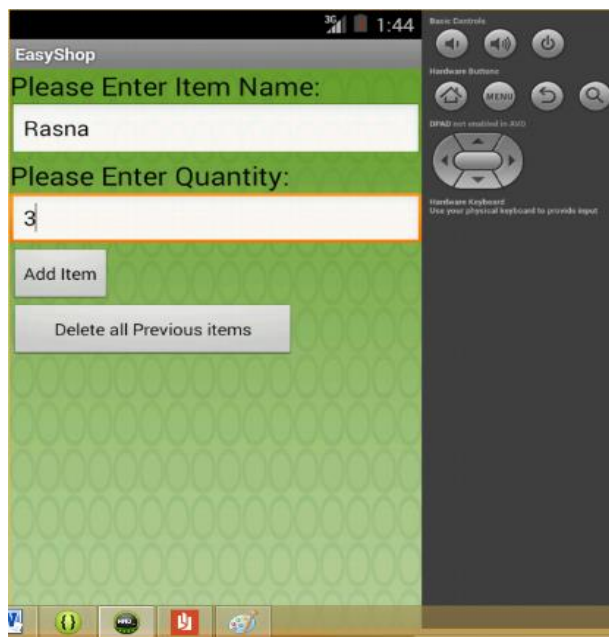 3G 1:44
EasyShop
Please Enter Item Name:
Rasna
Please Enter Quantity:
3
Add Item
Delete all Previous items
Basic Controls
Hardware Buttons
MENU
DPAD not enabled in AVD
Hardware Keyboard
Use your physical keyboard to provide input